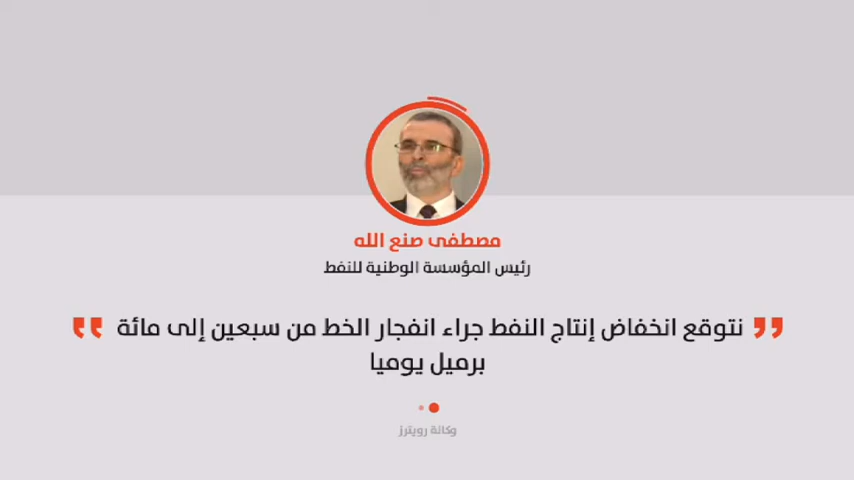 مصطفى صنع الله
رئيس المؤسسة الوطنية للنفط
" نتوقع انخفاض إنتاج النفط جراء انفجار الخط من سبعين إلى مائة
برميل يوميا "
وكالة رويترز